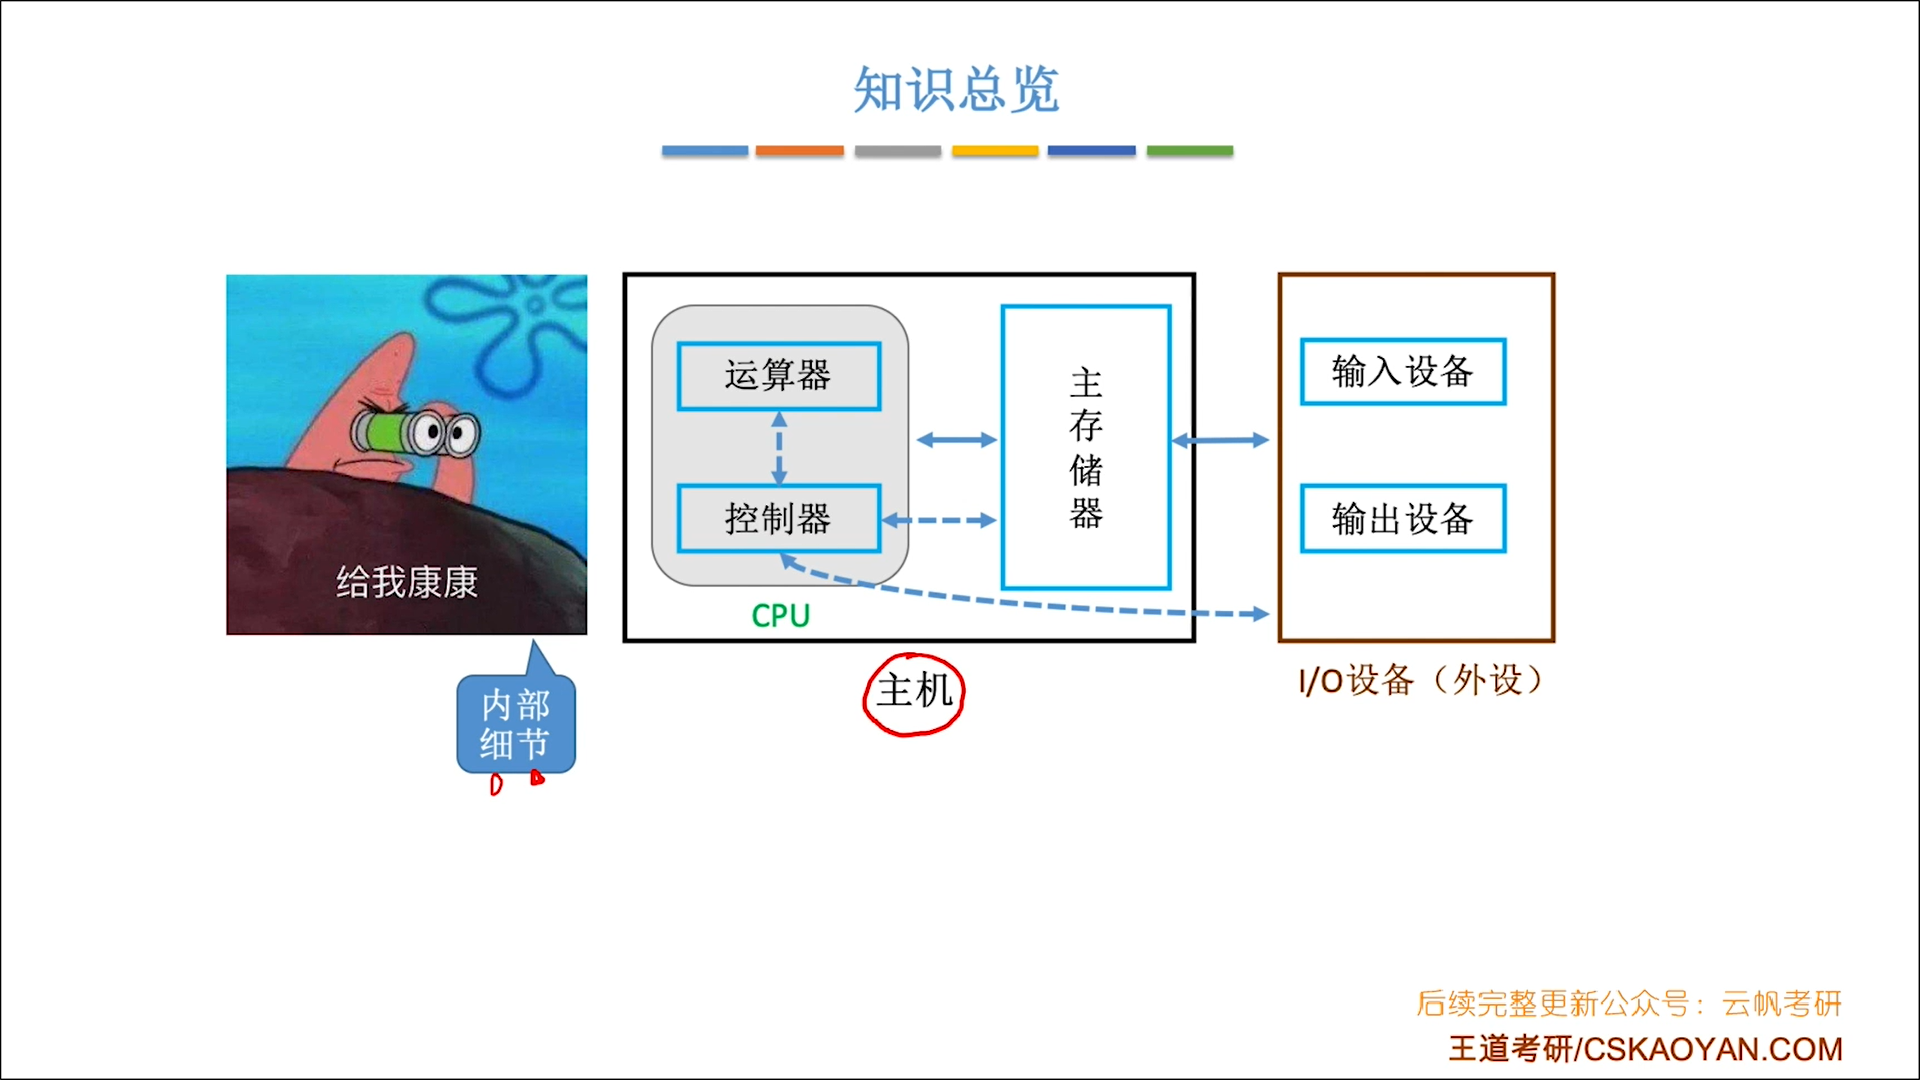 知识总览
给我康康
内部
细节
运算器
控制器
CPU
主存储器
主机
输入设备
输出设备
I/O设备（外设）
后续完整更新公众号：云帆考研
王道考研/CSKAOYAN.COM